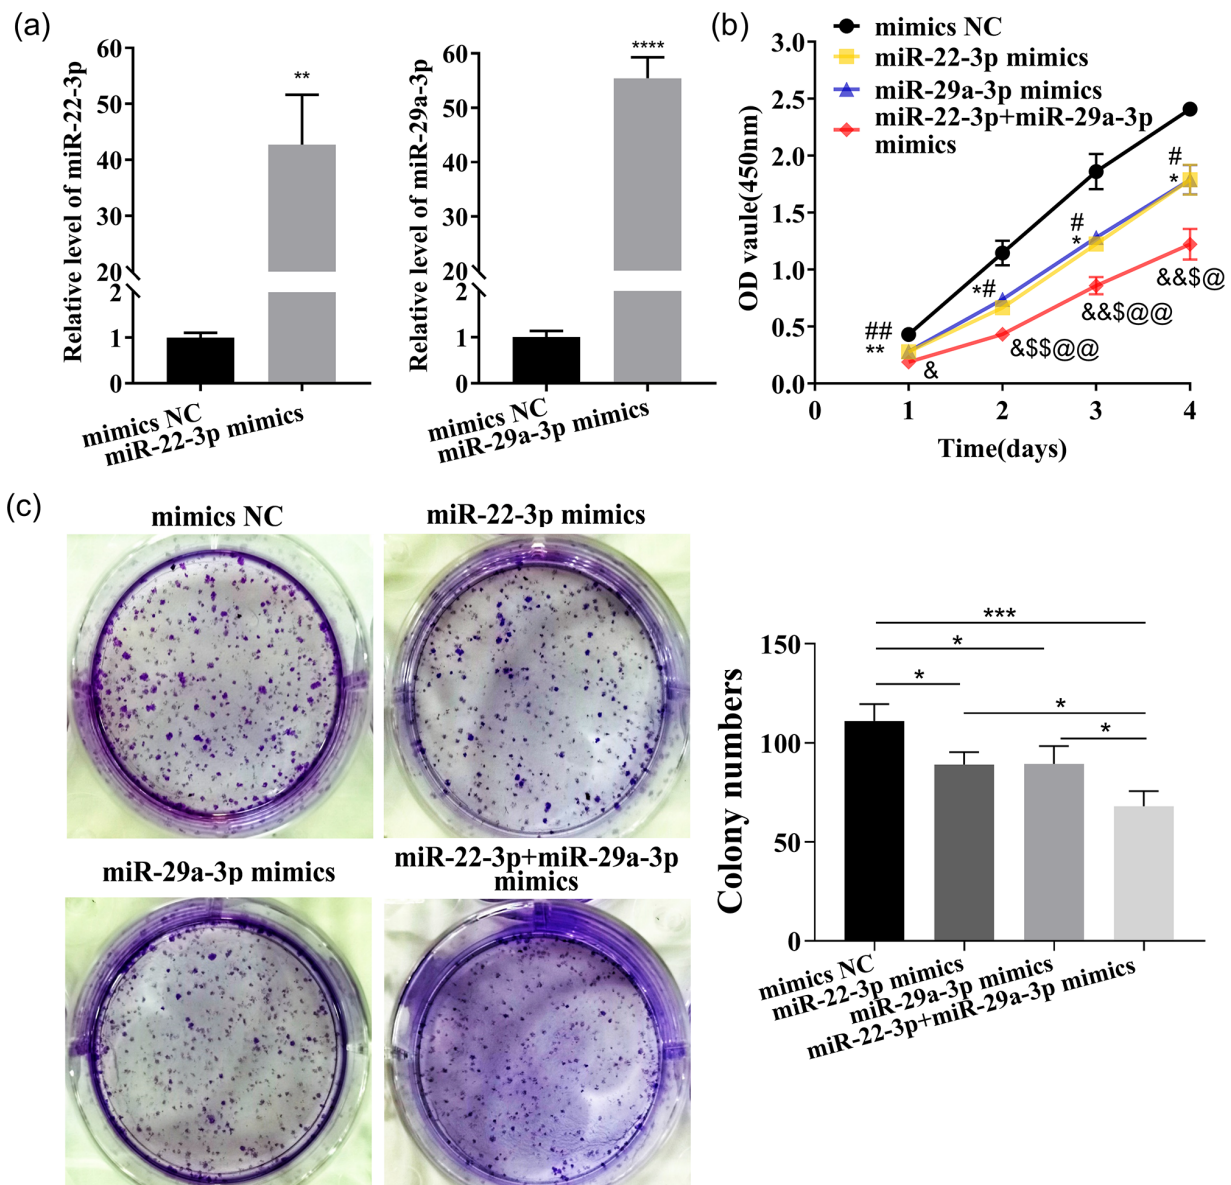 (a)
Relative level of miR-22-3p
60
50
40
30
20
2
1
0
**
mimics NC
miR-22-3p mimics
Relative level of miR-29a-3p
60
50
40
30
20
2
1
0
****
mimics NC
miR-29a-3p mimics
(b)
mimics NC
miR-22-3p mimics
miR-29a-3p mimics
miR-22-3p+miR-29a-3p
mimics
OD vaule(450nm)
3.0
2.5
2.0
1.5
1.0
0.5
0.0
##
**
&
*#
&$$@@
#
*
&&$@@
#
*
&&$@
0 1 2 3 4
Time(days)
(c)
mimics NC
miR-22-3p mimics
miR-29a-3p mimics
miR-22-3p+miR-29a-3p
mimics
Colony numbers
150
100
50
0
***
*
*
*
*
mimics NC
miR-22-3p mimics
miR-29a-3p mimics
miR-22-3p+miR-29a-3p mimics